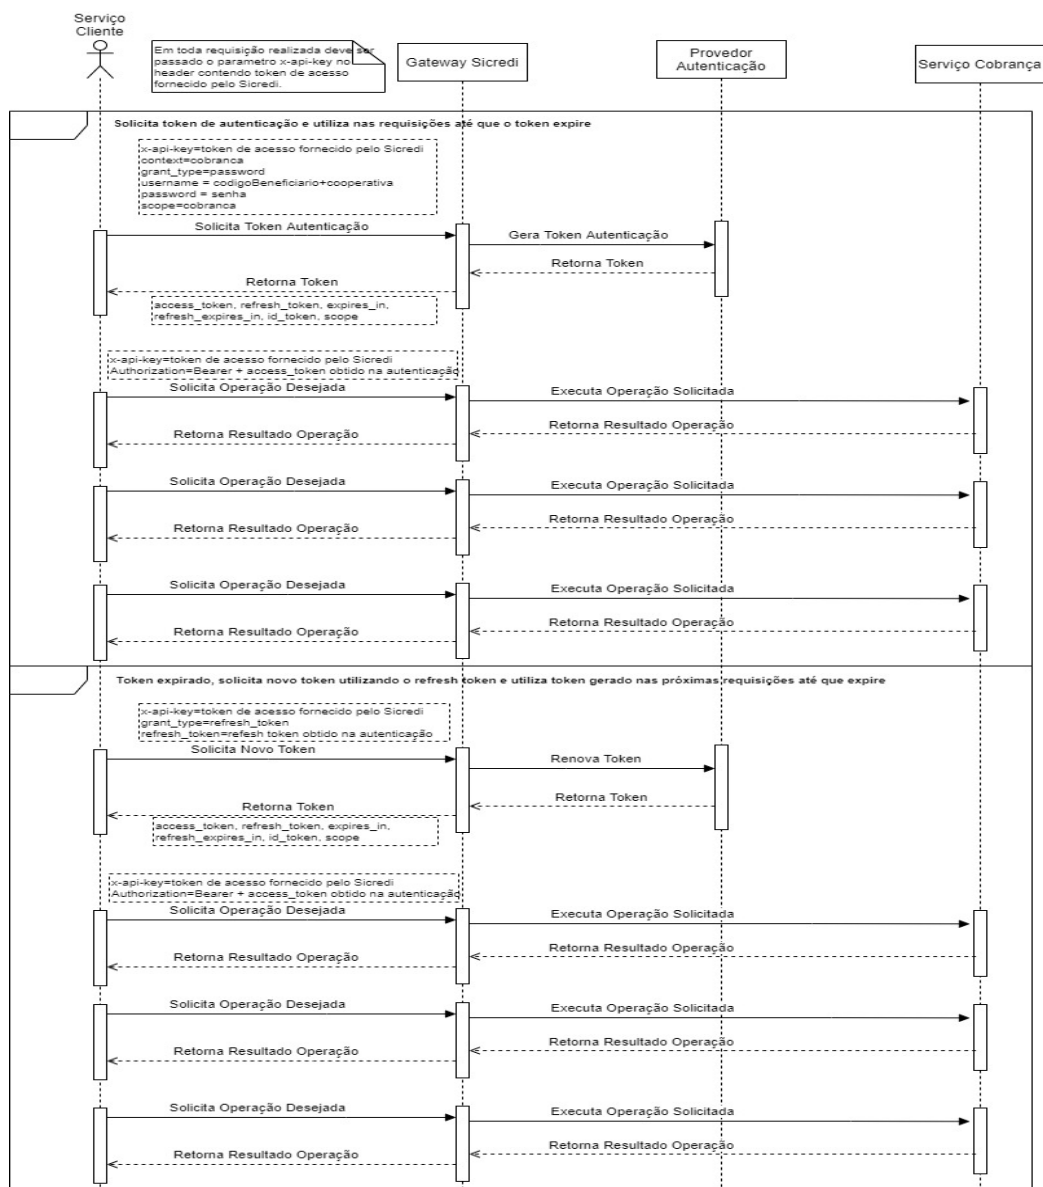 Serviço
Cliente
Em toda requisição realizada deve ser
passado o parametro x-api-key no
header contendo token de acesso
fornecido pelo Sicredi.
Gateway Sicredi
Provedor
Autenticação
Serviço Cobrança
Solicita token de autenticação e utiliza nas requisições até que o token expire
x-api-key=token de acesso fornecido pelo Sicredi
context=cobranca
grant_type=password
username = codigoBeneficiario+cooperativa
password = senha
scope=cobranca
Solicita Token Autenticação
Gera Token Autenticação
Retorna Token
Retorna Token
access_token, refresh_token, expires_in,
refresh_expires_in, id_token, scope
x-api-key=token de acesso fornecido pelo Sicredi
Authorization=Bearer + access_token obtido na autenticação
Solicita Operação Desejada
Executa Operação Solicitada
Retorna Resultado Operação
Retorna Resultado Operação
Solicita Operação Desejada
Executa Operação Solicitada
Retorna Resultado Operação
Retorna Resultado Operação
Solicita Operação Desejada
Executa Operação Solicitada
Retorna Resultado Operação
Retorna Resultado Operação
Token expirado, solicita novo token utilizando o refresh token e utiliza token gerado nas próximas requisições até que expire
x-api-key=token de acesso fornecido pelo Sicredi
grant_type=refresh_token
refresh_token=refesh token obtido na autenticação
Solicita Novo Token
Renova Token
Retorna Token
Retorna Token
access_token, refresh_token, expires_in,
refresh_expires_in, id_token, scope
x-api-key=token de acesso fornecido pelo Sicredi
Authorization=Bearer + access_token obtido na autenticação
Solicita Operação Desejada
Executa Operação Solicitada
Retorna Resultado Operação
Retorna Resultado Operação
Solicita Operação Desejada
Executa Operação Solicitada
Retorna Resultado Operação
Retorna Resultado Operação
Solicita Operação Desejada
Executa Operação Solicitada
Retorna Resultado Operação
Retorna Resultado Operação